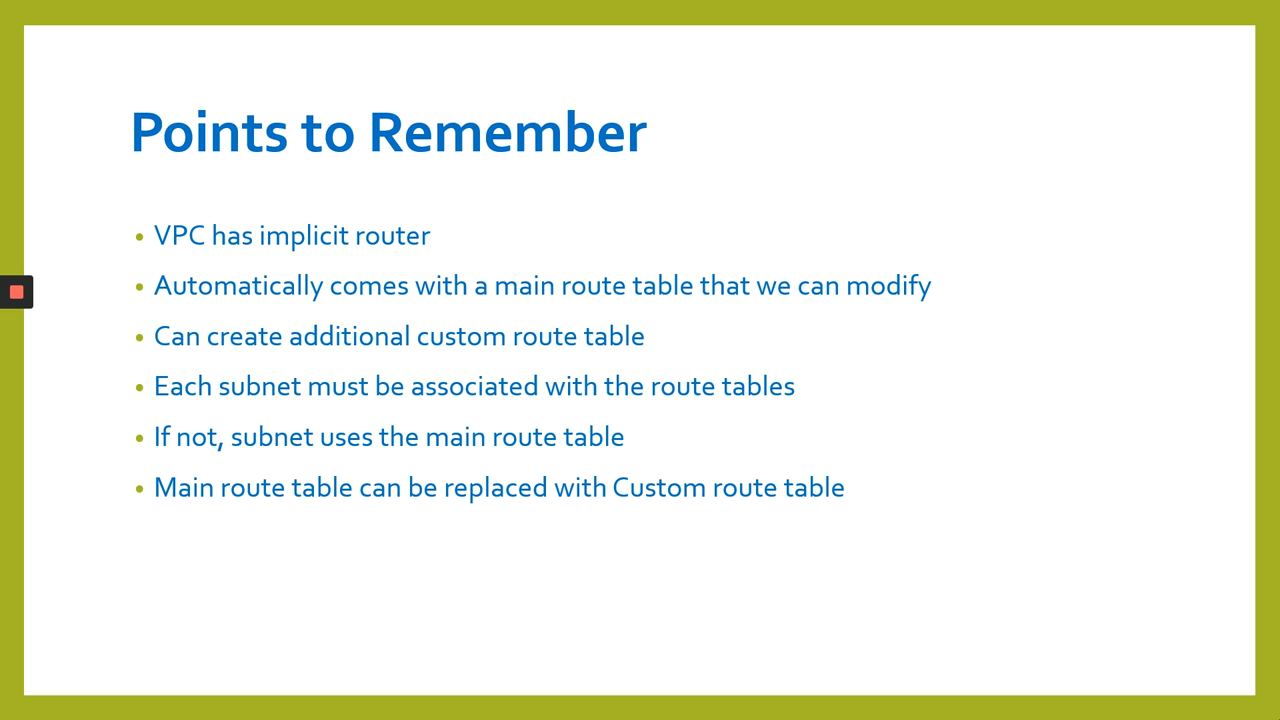 Points to Remember
• VPC has implicit router
• Automatically comes with a main route table that we can modify
• Can create additional custom route table
• Each subnet must be associated with the route tables
• If not, subnet uses the main route table
• Main route table can be replaced with Custom route table